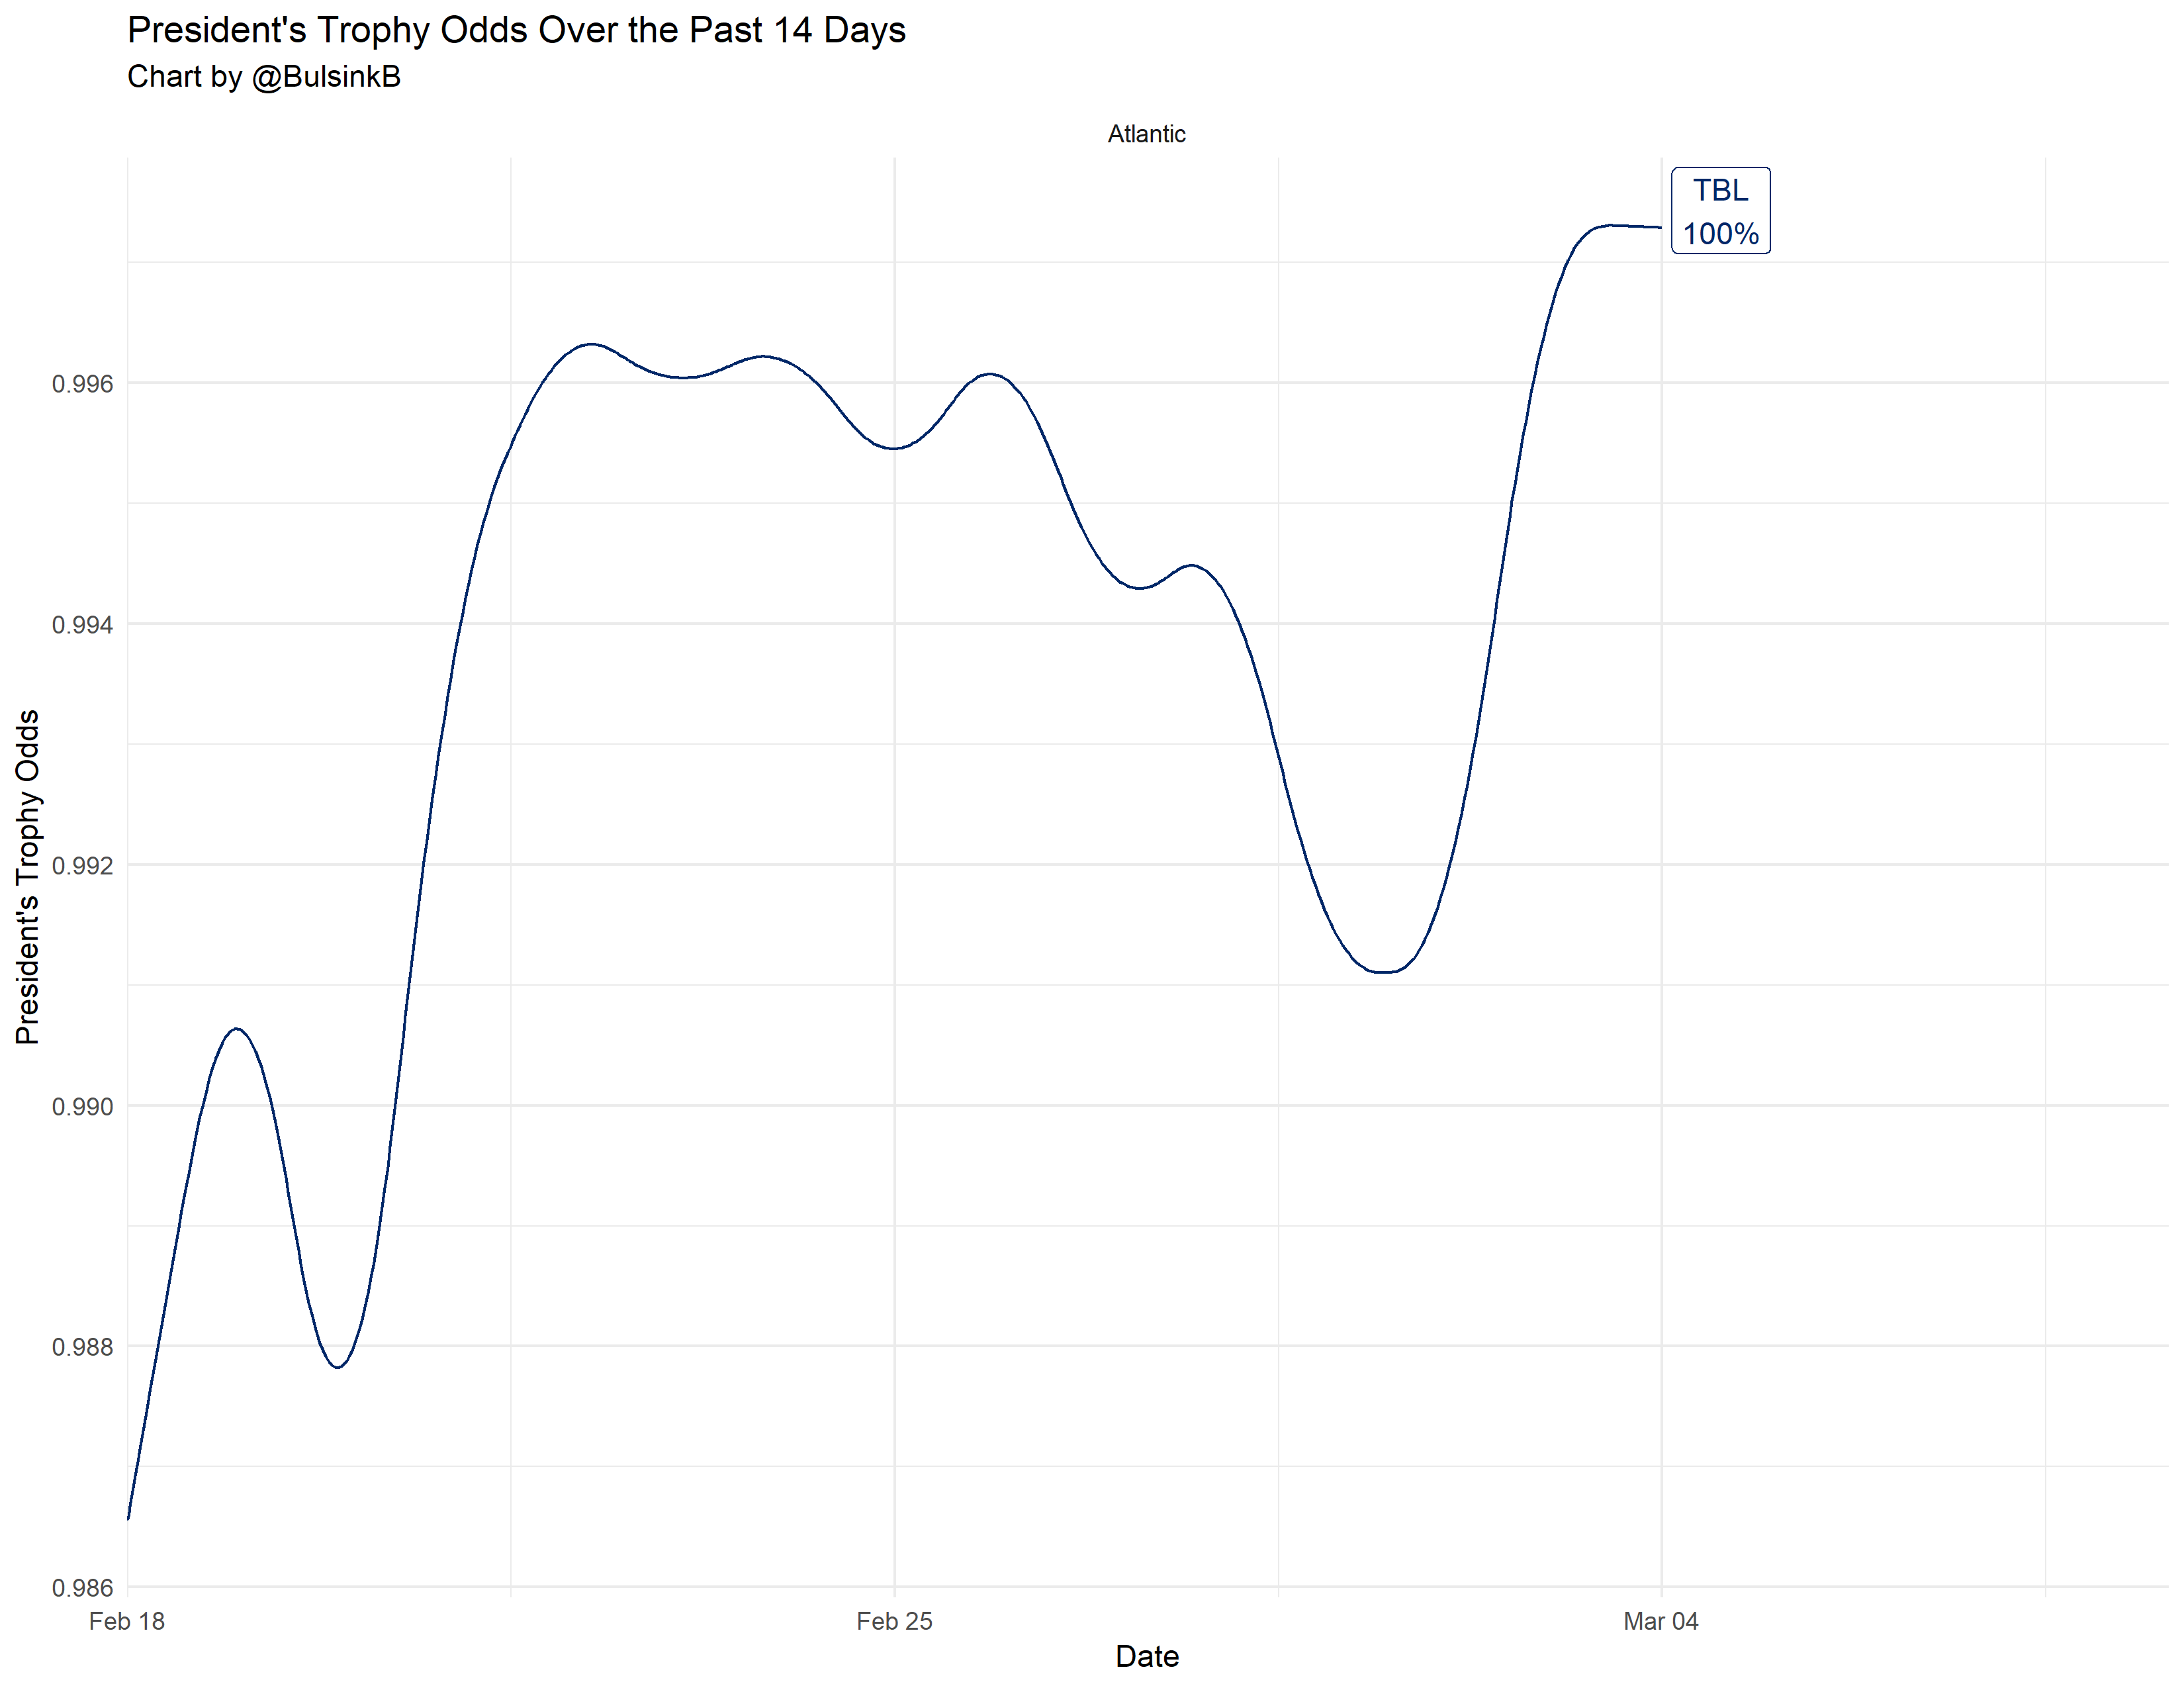 President's Trophy Odds Over the Past 14 Days
Chart by @BulsinkB
Atlantic
TBL
100%
0.996
0.994
0.992
0.990
0.988
0.986
President's Trophy Odds
Feb 18
Feb 25
Mar 04
Date